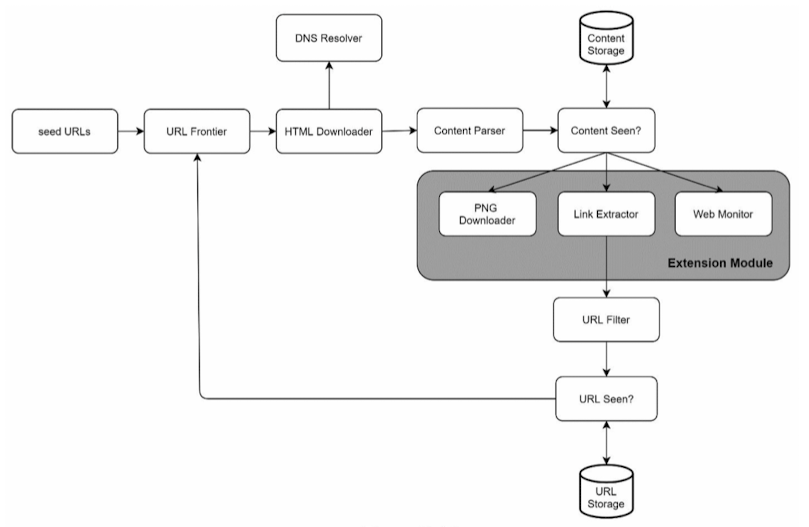 DNS Resolver
Content
Storage
seed URLs
URL Frontier
HTML Downloader
Content Parser
Content Seen?
PNG
Downloader
Link Extractor
Web Monitor
Extension Module
URL Filter
URL Seen?
URL
Storage